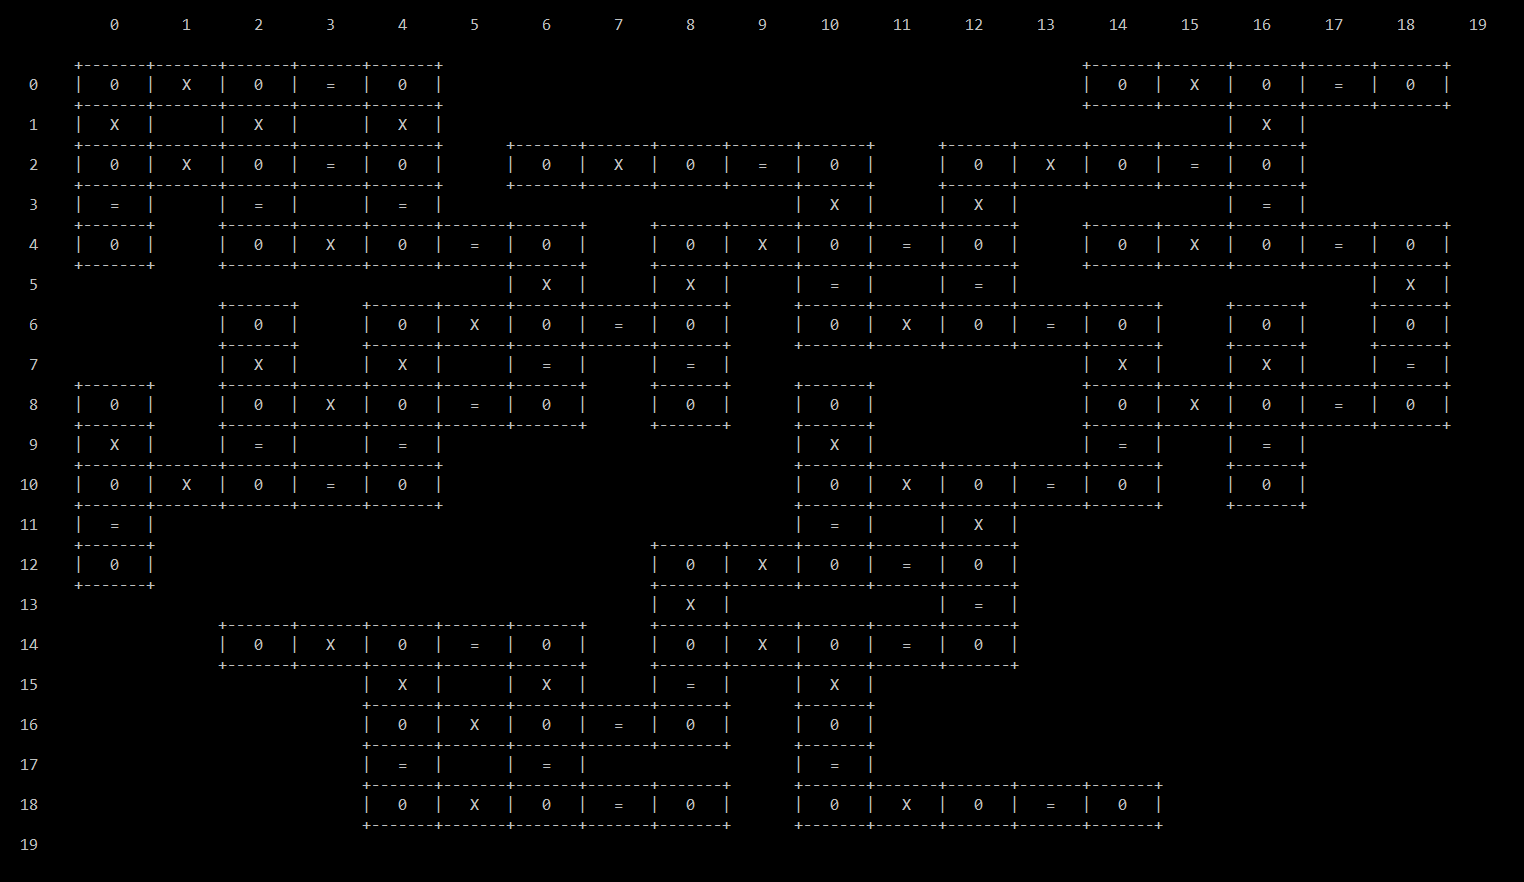 0       1       2       3       4       5       6       7       8       9       10      11      12      13      14      15      16      17      18      19
        +-------+-------+-------+-------+-------+                                                                       +-------+-------+-------+-------+-------+
   0    |   0   |   X   |   0   |   =   |   0   |                                                                       |   0   |   X   |   0   |   =   |   0   |
        +-------+-------+-------+-------+-------+                                                                       +-------+-------+-------+-------+-------+
   1    |   X   |       |   X   |       |   X   |                                                                                       |   X   |
        +-------+-------+-------+-------+-------+       +-------+-------+-------+-------+-------+       +-------+-------+-------+-------+-------+
   2    |   0   |   X   |   0   |   =   |   0   |       |   0   |   X   |   0   |   =   |   0   |       |   0   |   X   |   0   |   =   |   0   |
        +-------+-------+-------+-------+-------+       +-------+-------+-------+-------+-------+       +-------+-------+-------+-------+-------+
   3    |   =   |       |   =   |       |   =   |                                       |   X   |       |   X   |                       |   =   |
        +-------+       +-------+-------+-------+-------+-------+       +-------+-------+-------+-------+-------+       +-------+-------+-------+-------+-------+
   4    |   0   |       |   0   |   X   |   0   |   =   |   0   |       |   0   |   X   |   0   |   =   |   0   |       |   0   |   X   |   0   |   =   |   0   |
        +-------+       +-------+-------+-------+-------+-------+       +-------+-------+-------+-------+-------+       +-------+-------+-------+-------+-------+
   5                                                    |   X   |       |   X   |       |   =   |       |   =   |                                       |   X   |
                        +-------+       +-------+-------+-------+-------+-------+       +-------+-------+-------+-------+-------+       +-------+       +-------+
   6                    |   0   |       |   0   |   X   |   0   |   =   |   0   |       |   0   |   X   |   0   |   =   |   0   |       |   0   |       |   0   |
                        +-------+       +-------+-------+-------+-------+-------+       +-------+-------+-------+-------+-------+       +-------+       +-------+
   7                    |   X   |       |   X   |       |   =   |       |   =   |                                       |   X   |       |   X   |       |   =   |
        +-------+       +-------+-------+-------+-------+-------+       +-------+       +-------+                       +-------+-------+-------+-------+-------+
   8    |   0   |       |   0   |   X   |   0   |   =   |   0   |       |   0   |       |   0   |                       |   0   |   X   |   0   |   =   |   0   |
        +-------+       +-------+-------+-------+-------+-------+       +-------+       +-------+                       +-------+-------+-------+-------+-------+
   9    |   X   |       |   =   |       |   =   |                                       |   X   |                       |   =   |       |   =   |
        +-------+-------+-------+-------+-------+                                       +-------+-------+-------+-------+-------+       +-------+
  10    |   0   |   X   |   0   |   =   |   0   |                                       |   0   |   X   |   0   |   =   |   0   |       |   0   |
        +-------+-------+-------+-------+-------+                                       +-------+-------+-------+-------+-------+       +-------+
  11    |   =   |                                                                       |   =   |       |   X   |
        +-------+                                                       +-------+-------+-------+-------+-------+
  12    |   0   |                                                       |   0   |   X   |   0   |   =   |   0   |
        +-------+                                                       +-------+-------+-------+-------+-------+
  13                                                                    |   X   |                       |   =   |
                        +-------+-------+-------+-------+-------+       +-------+-------+-------+-------+-------+
  14                    |   0   |   X   |   0   |   =   |   0   |       |   0   |   X   |   0   |   =   |   0   |
                        +-------+-------+-------+-------+-------+       +-------+-------+-------+-------+-------+
  15                                    |   X   |       |   X   |       |   =   |       |   X   |
                                        +-------+-------+-------+-------+-------+       +-------+
  16                                    |   0   |   X   |   0   |   =   |   0   |       |   0   |
                                        +-------+-------+-------+-------+-------+       +-------+
  17                                    |   =   |       |   =   |                       |   =   |
                                        +-------+-------+-------+-------+-------+       +-------+-------+-------+-------+-------+
  18                                    |   0   |   X   |   0   |   =   |   0   |       |   0   |   X   |   0   |   =   |   0   |
                                        +-------+-------+-------+-------+-------+       +-------+-------+-------+-------+-------+
  19